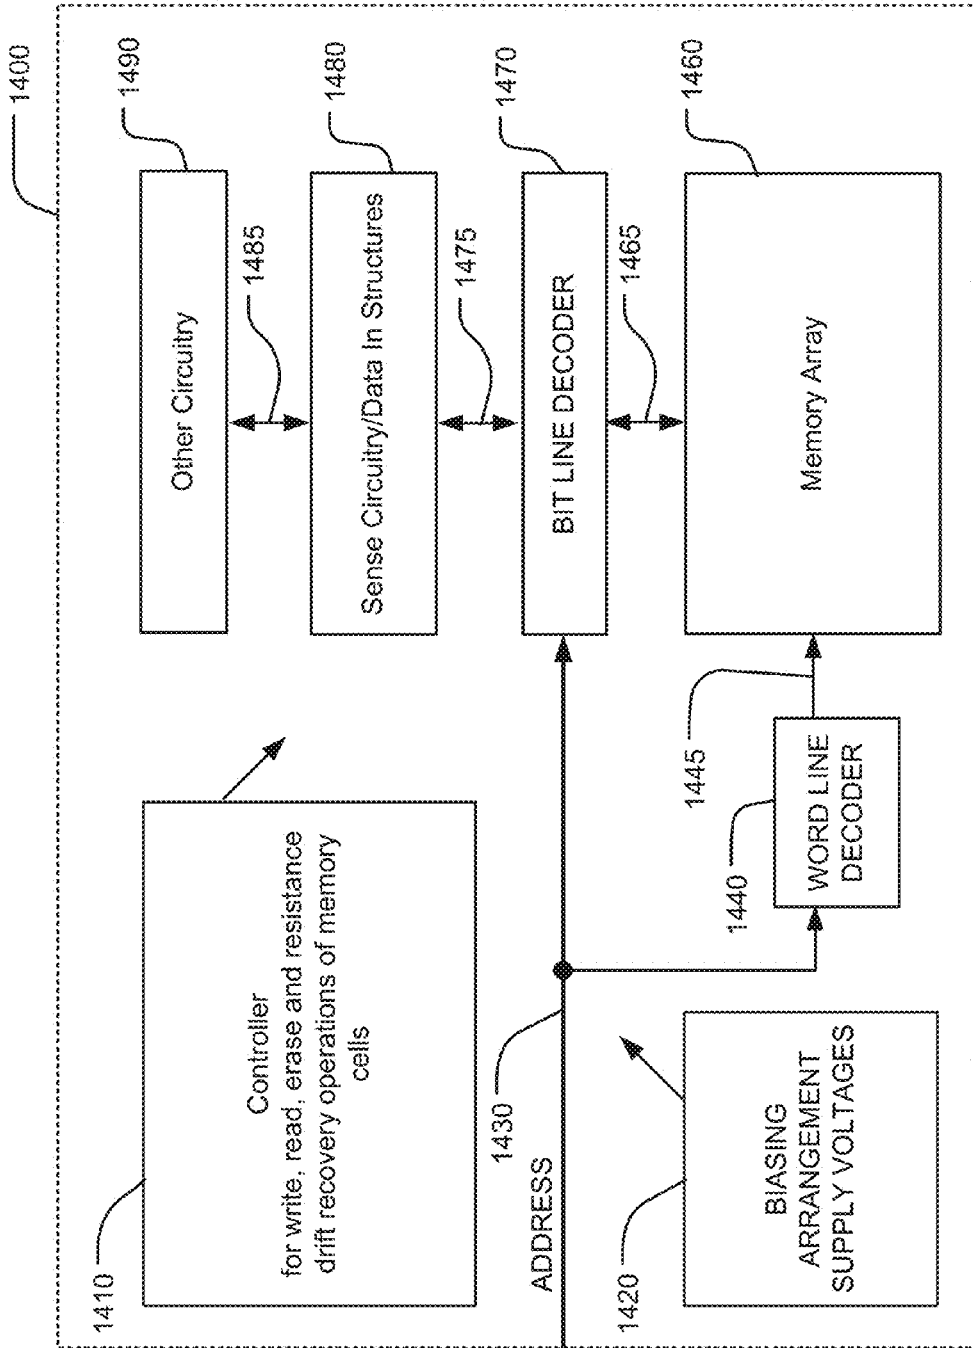 1400
1410
Controller
for write, read, erase and resistance
drift recovery operations of memory
cells
1490
Other Circuitry
1485
1480
Sense Circuitry/Data In Structures
1475
ADDRESS
1430
1470
BIT LINE DECODER
1465
1420
BIASING
ARRANGEMENT
SUPPLY VOLTAGES
1440
WORD LINE
DECODER
1445
1460
Memory Array